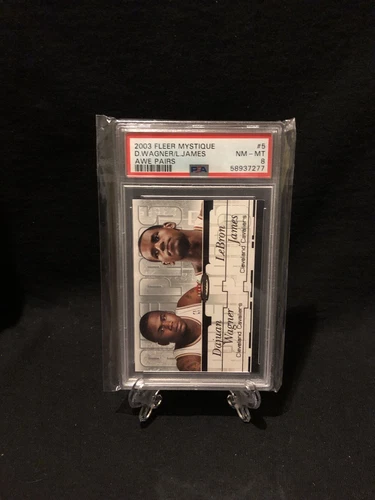 2003 FLEER MYSTIQUE #5
D.WAGNER/L.JAMES NM-MT
AWE PAIRS PSA 8
58937277
LeBron
James
Cleveland Cavaliers
Dajuan
Wagner
Cleveland Cavaliers